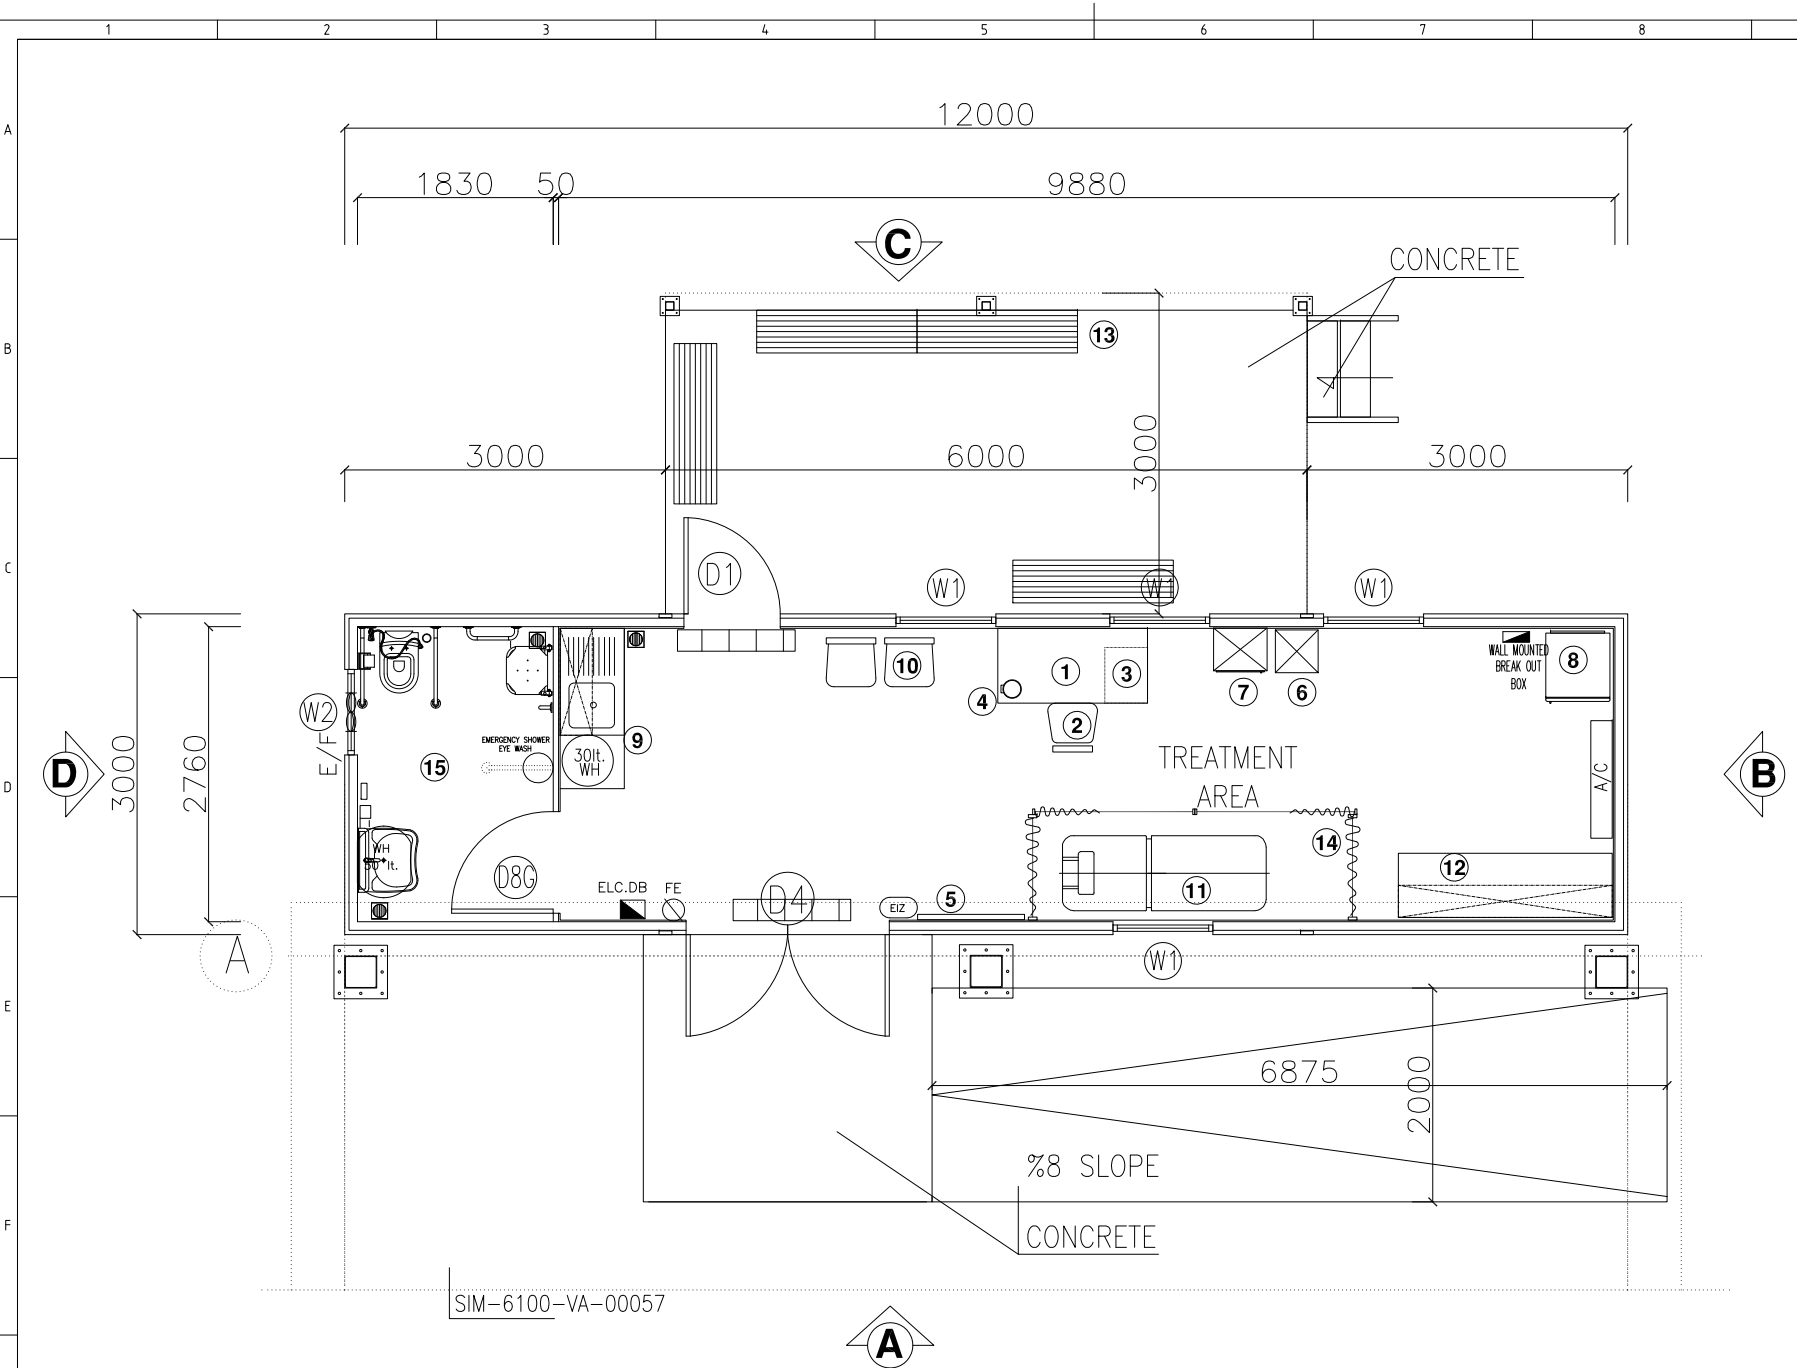 1 2 3 4 5 6 7 8
A
12000
1830 50 9880
C
CONCRETE
B
13
3000 6000 3000
3000
C
D1
W1 W1 W1
10
1
3
4
2
7
6
WALL MOUNTED
BREAK OUT
BOX
8
W2
E/F
EMERGENCY SHOWER
EYE WASH
15
9
30lt.
WH
TREATMENT
AREA
A/C
D
D
3000
2760
B
14
12
11
WH
50 lt.
D8G
ELC.DB
FE
D4
EIZ
5
A
W1
E
6875
2000
%8 SLOPE
F
CONCRETE
SIM-6100-VA-00057
A